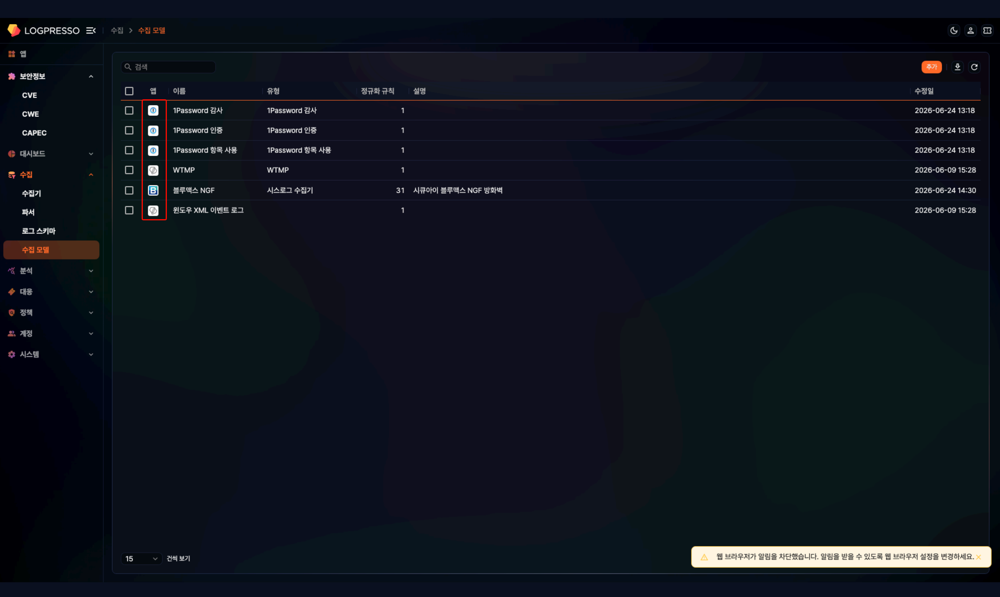 LOGPRESSO 수집 > 수집 모델
앱
보안정보
CVE
CWE
CAPEC
대시보드
수집
수집기
파서
로그 스키마
수집 모델
분석
대응
정책
계정
시스템
검색
추가
앱 이름 유형 정규화 규칙 설명 수정일
1Password 감사 1Password 감사 1 2026-06-24 13:18
1Password 인증 1Password 인증 1 2026-06-24 13:18
1Password 항목 사용 1Password 항목 사용 1 2026-06-24 13:18
WTMP WTMP 1 2026-06-09 15:28
B 블루맥스 NGF 시스로그 수집기 31 시큐아이 블루맥스 NGF 방화벽 2026-06-24 14:30
윈도우 XML 이벤트 로그 1 2026-06-09 15:28
15 건씩 보기
웹 브라우저가 알림을 차단했습니다. 알림을 받을 수 있도록 웹 브라우저 설정을 변경하세요.